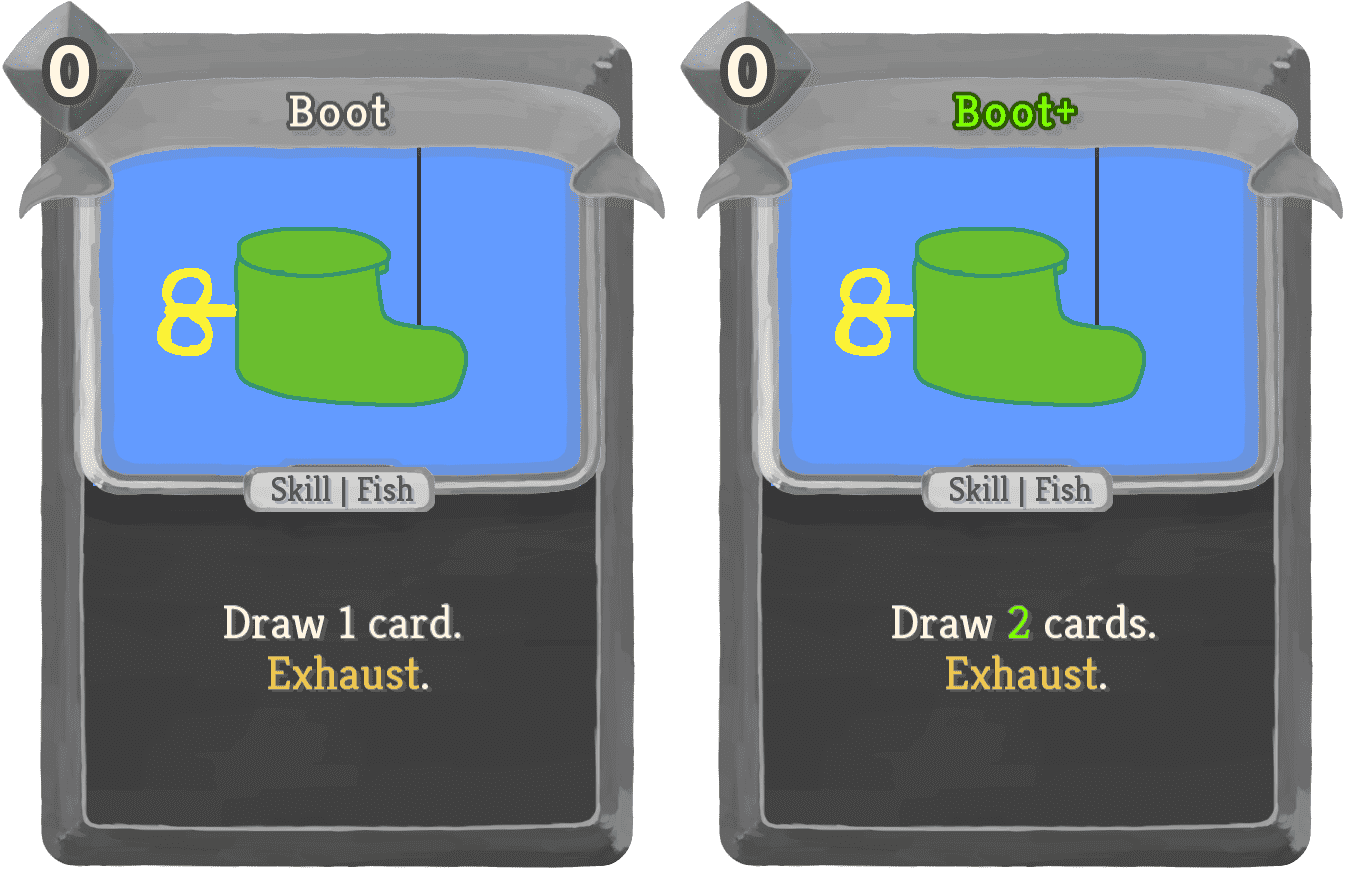 0
Boot
Skill | Fish
Draw 1 card.
Exhaust.
0
Boot+
Skill | Fish
Draw 2 cards.
Exhaust.